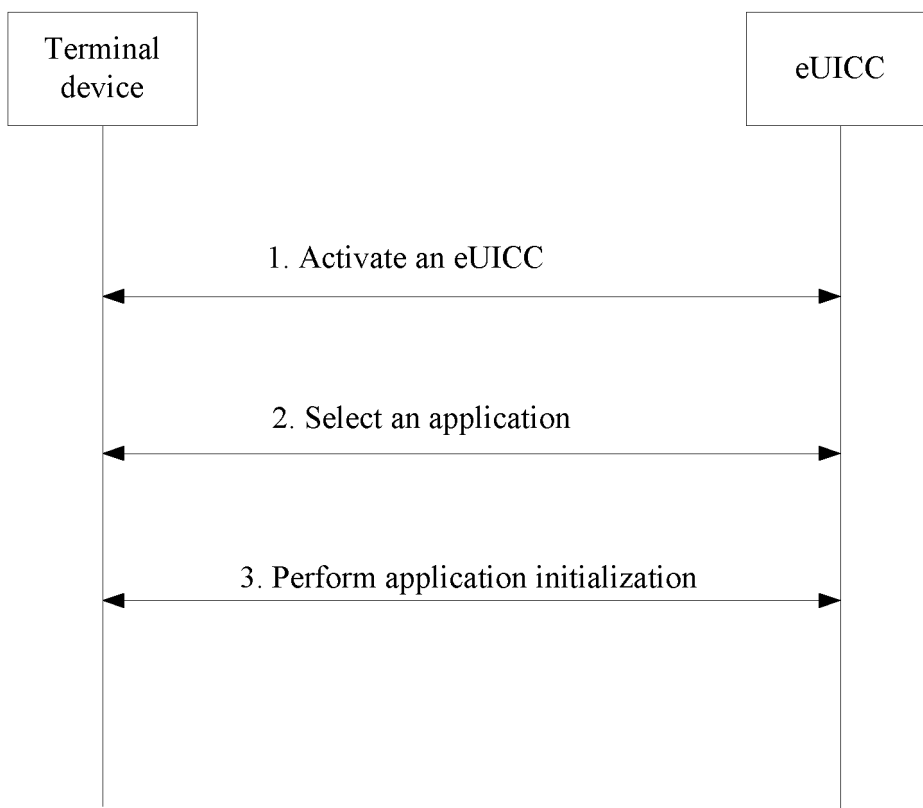 Terminal
device
eUICC
1. Activate an eUICC
2. Select an application
3. Perform application initialization